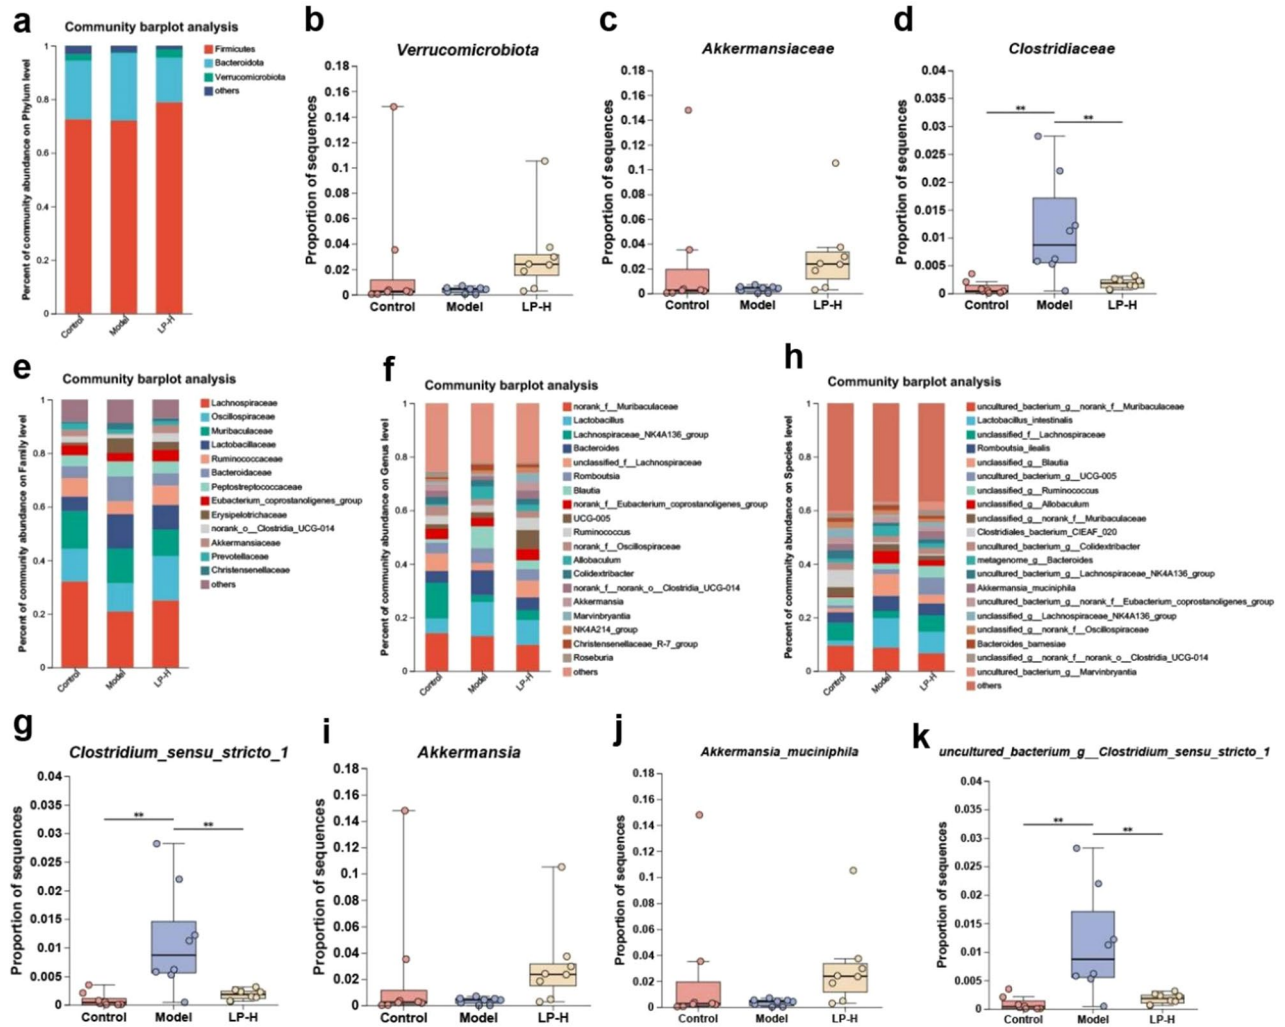 a
Community barplot analysis
Percent of community abundance on Phylum level
1
0.8
0.6
0.4
0.2
0
Control
Model
LP-H
Firmicutes
Bacteroidota
Verrucomicrobiota
others
b
Verrucomicrobiota
Proportion of sequences
0.18
0.16
0.14
0.12
0.1
0.08
0.06
0.04
0.02
0
Control
Model
LP-H
c
Akkermansiaceae
Proportion of sequences
0.18
0.16
0.14
0.12
0.1
0.08
0.06
0.04
0.02
0
Control
Model
LP-H
d
Clostridiaceae
Proportion of sequences
0.04
0.035
0.03
0.025
0.02
0.015
0.01
0.005
0
**
**
Control
Model
LP-H
e
Community barplot analysis
Percent of community abundance on Family level
1
0.8
0.6
0.4
0.2
0
Control
Model
LP-H
Lachnospiraceae
Oscillospiraceae
Muribaculaceae
Lactobacillaceae
Ruminococcaceae
Bacteroidaceae
Peptostreptococcaceae
Eubacterium_coprostanoligenes_group
Erysipelotrichaceae
norank_o__Clostridia_UCG-014
Akkermansiaceae
Prevotellaceae
Christensenellaceae
others
f
Community barplot analysis
Percent of community abundance on Genus level
1
0.8
0.6
0.4
0.2
0
Control
Model
LP-H
norank_f__Muribaculaceae
Lactobacillus
Lachnospiraceae_NK4A136_group
Bacteroides
unclassified_f__Lachnospiraceae
Romboutsia
Blautia
norank_f__Eubacterium_coprostanoligenes_group
UCG-005
Ruminococcus
norank_f__Oscillospiraceae
Allobaculum
Colidextribacter
norank_f__norank_o__Clostridia_UCG-014
Akkermansia
Marvinbryantia
NK4A214_group
Christensenellaceae_R-7_group
Roseburia
others
h
Community barplot analysis
Percent of community abundance on Species level
1
0.8
0.6
0.4
0.2
0
Control
Model
LP-H
uncultured_bacterium_g__norank_f__Muribaculaceae
Lactobacillus_intestinalis
unclassified_f__Lachnospiraceae
Romboutsia_ilealis
unclassified_g__Blautia
uncultured_bacterium_g__UCG-005
unclassified_g__Ruminococcus
unclassified_g__Allobaculum
unclassified_g__norank_f__Muribaculaceae
Clostridiales_bacterium_CIEAF_020
uncultured_bacterium_g__Colidextribacter
metagenome_g__Bacteroides
uncultured_bacterium_g__Lachnospiraceae_NK4A136_group
Akkermansia_muciniphila
uncultured_bacterium_g__norank_f__Eubacterium_coprostanoligenes_group
unclassified_g__Lachnospiraceae_NK4A136_group
unclassified_g__norank_f__Oscillospiraceae
Bacteroides_barnesiae
unclassified_g__norank_f__norank_o__Clostridia_UCG-014
uncultured_bacterium_g__Marvinbryantia
others
g
Clostridium_sensu_stricto_1
Proportion of sequences
0.04
0.035
0.03
0.025
0.02
0.015
0.01
0.005
0
**
**
Control
Model
LP-H
i
Akkermansia
Proportion of sequences
0.18
0.16
0.14
0.12
0.1
0.08
0.06
0.04
0.02
0
Control
Model
LP-H
j
Akkermansia_muciniphila
Proportion of sequences
0.18
0.16
0.14
0.12
0.1
0.08
0.06
0.04
0.02
0
Control
Model
LP-H
k
uncultured_bacterium_g__Clostridium_sensu_stricto_1
Proportion of sequences
0.04
0.035
0.03
0.025
0.02
0.015
0.01
0.005
0
**
**
Control
Model
LP-H